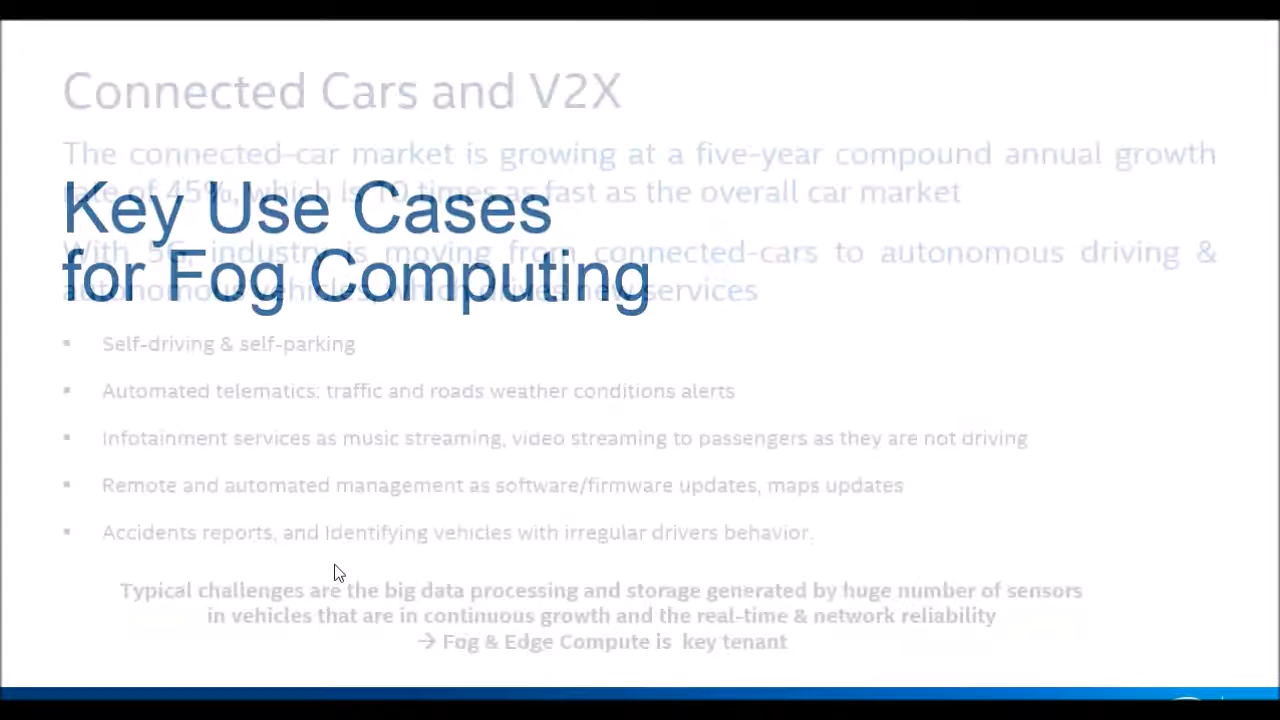 Connected Cars and V2X
The connected-car market is growing at a five-year compound annual growth
rate of 45%, which is 10 times as fast as the overall car market
Key Use Cases
With 5G, industry is moving from connected-cars to autonomous driving &
for Fog Computing
autonomous vehicles, which drives new services
▪ Self-driving & self-parking
▪ Automated telematics: traffic and roads weather conditions alerts
▪ Infotainment services as music streaming, video streaming to passengers as they are not driving
▪ Remote and automated management as software/firmware updates, maps updates
▪ Accidents reports, and Identifying vehicles with irregular drivers behavior.
Typical challenges are the big data processing and storage generated by huge number of sensors
in vehicles that are in continuous growth and the real-time & network reliability
→ Fog & Edge Compute is key tenant